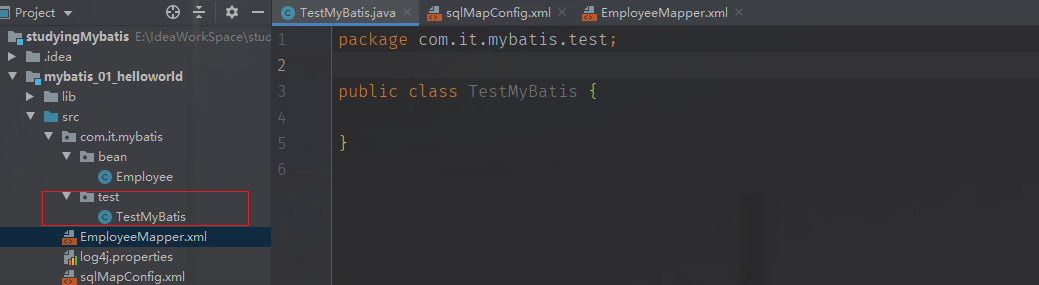 Project
studyingMybatis E:\IdeaWorkSpace\stud
.idea
mybatis_01_helloworld
lib
src
com.it.mybatis
bean
Employee
test
TestMyBatis
EmployeeMapper.xml
log4j.properties
sqlMapConfig.xml
TestMyBatis.java
sqlMapConfig.xml
EmployeeMapper.xml
1 package com.it.mybatis.test;
2
3 public class TestMyBatis {
4
5 }
6